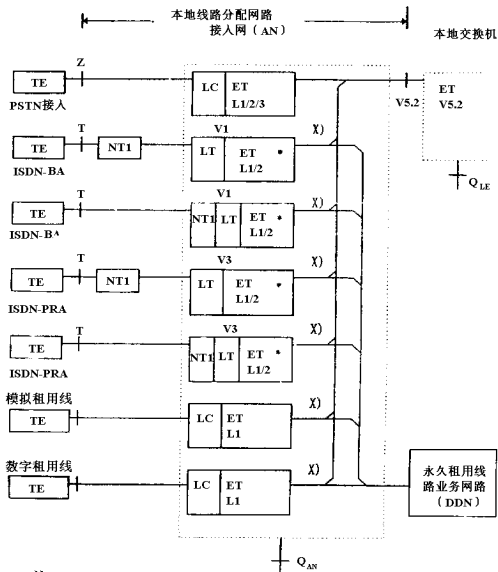 本地线路分配网路
接入网（AN）
本地交换机
TE
Z
LC
ET
L1/2/3
V5.2
ET
V5.2
PSTN接入
TE
T
NT1
V1
LT
ET *
L1/2
X)
ISDN-BA
Q LE
TE
T
V1
NT1
LT
ET *
L1/2
X)
ISDN-BA
TE
T
NT1
V3
LT
ET *
L1/2
X)
ISDN-PRA
TE
T
V3
NT1
LT
ET *
L1/2
X)
ISDN-PRA
模拟租用线
TE
LC
ET
L1
X)
数字租用线
TE
LC
ET
L1
X)
永久租用线
路业务网路
（DDN）
Q AN